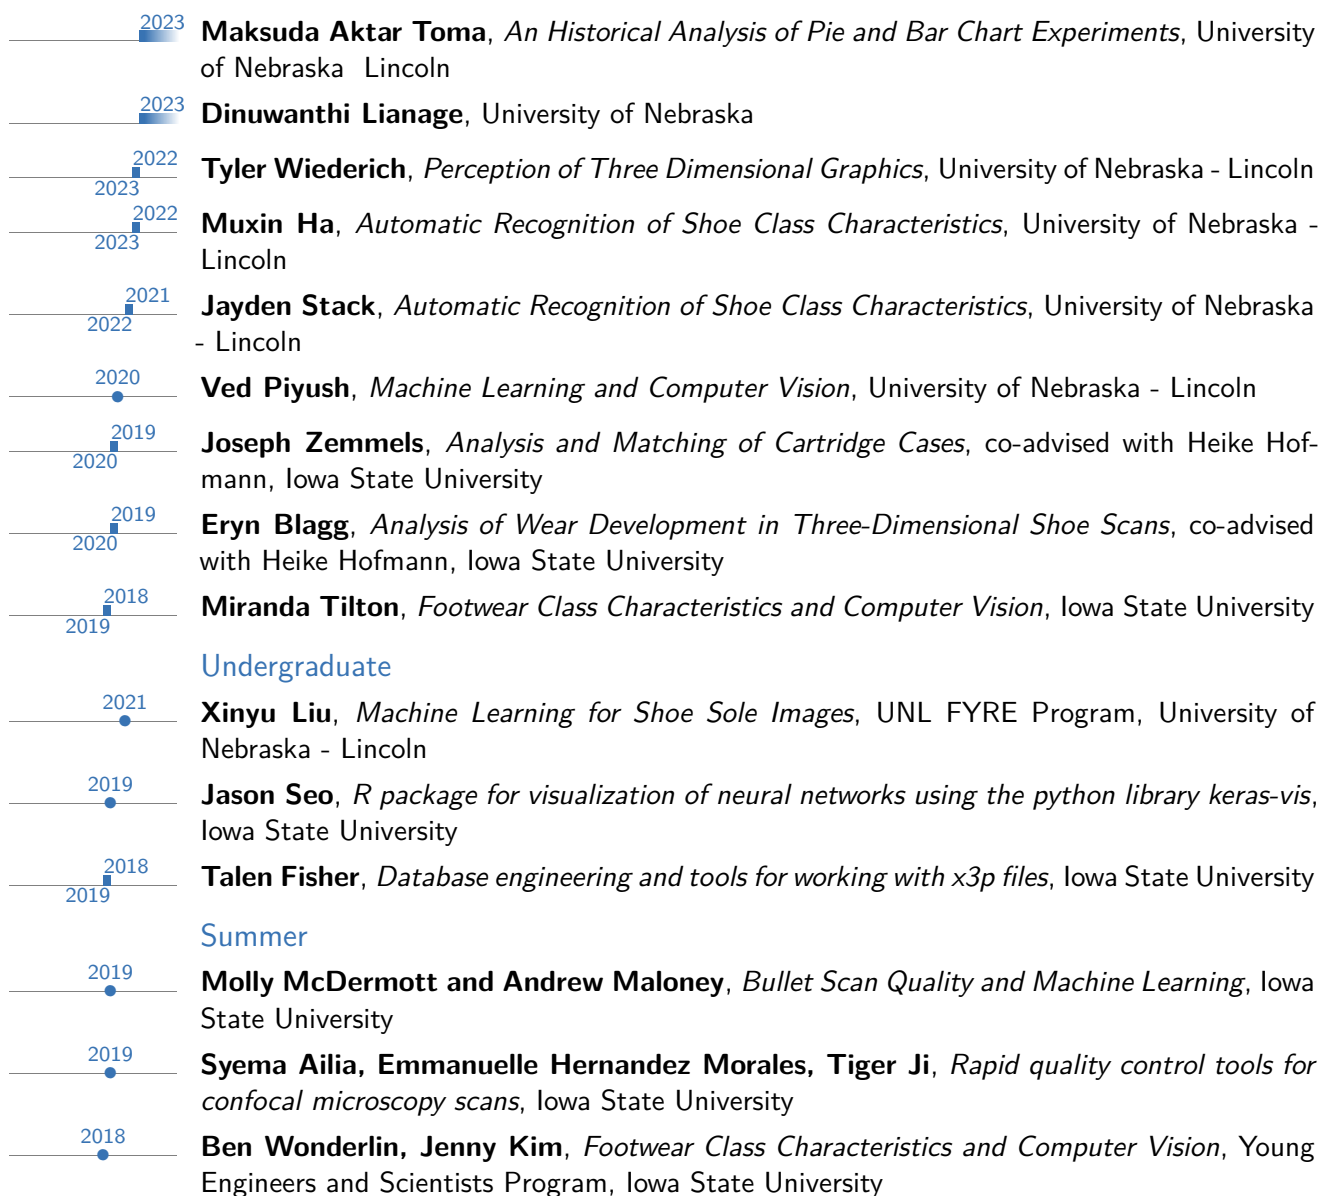 2023 Maksuda Aktar Toma, An Historical Analysis of Pie and Bar Chart Experiments, University
of Nebraska Lincoln
2023 Dinuwanthi Lianage, University of Nebraska
2022
2023
Tyler Wiederich, Perception of Three Dimensional Graphics, University of Nebraska - Lincoln
2022
2023
Muxin Ha, Automatic Recognition of Shoe Class Characteristics, University of Nebraska -
Lincoln
2021
2022
Jayden Stack, Automatic Recognition of Shoe Class Characteristics, University of Nebraska
- Lincoln
2020
Ved Piyush, Machine Learning and Computer Vision, University of Nebraska - Lincoln
2019
2020
Joseph Zemmels, Analysis and Matching of Cartridge Cases, co-advised with Heike Hof-
mann, Iowa State University
2019
2020
Eryn Blagg, Analysis of Wear Development in Three-Dimensional Shoe Scans, co-advised
with Heike Hofmann, Iowa State University
2018
2019
Miranda Tilton, Footwear Class Characteristics and Computer Vision, Iowa State University
Undergraduate
2021
Xinyu Liu, Machine Learning for Shoe Sole Images, UNL FYRE Program, University of
Nebraska - Lincoln
2019
Jason Seo, R package for visualization of neural networks using the python library keras-vis,
Iowa State University
2018
2019
Talen Fisher, Database engineering and tools for working with x3p files, Iowa State University
Summer
2019
Molly McDermott and Andrew Maloney, Bullet Scan Quality and Machine Learning, Iowa
State University
2019
Syema Ailia, Emmanuelle Hernandez Morales, Tiger Ji, Rapid quality control tools for
confocal microscopy scans, Iowa State University
2018
Ben Wonderlin, Jenny Kim, Footwear Class Characteristics and Computer Vision, Young
Engineers and Scientists Program, Iowa State University